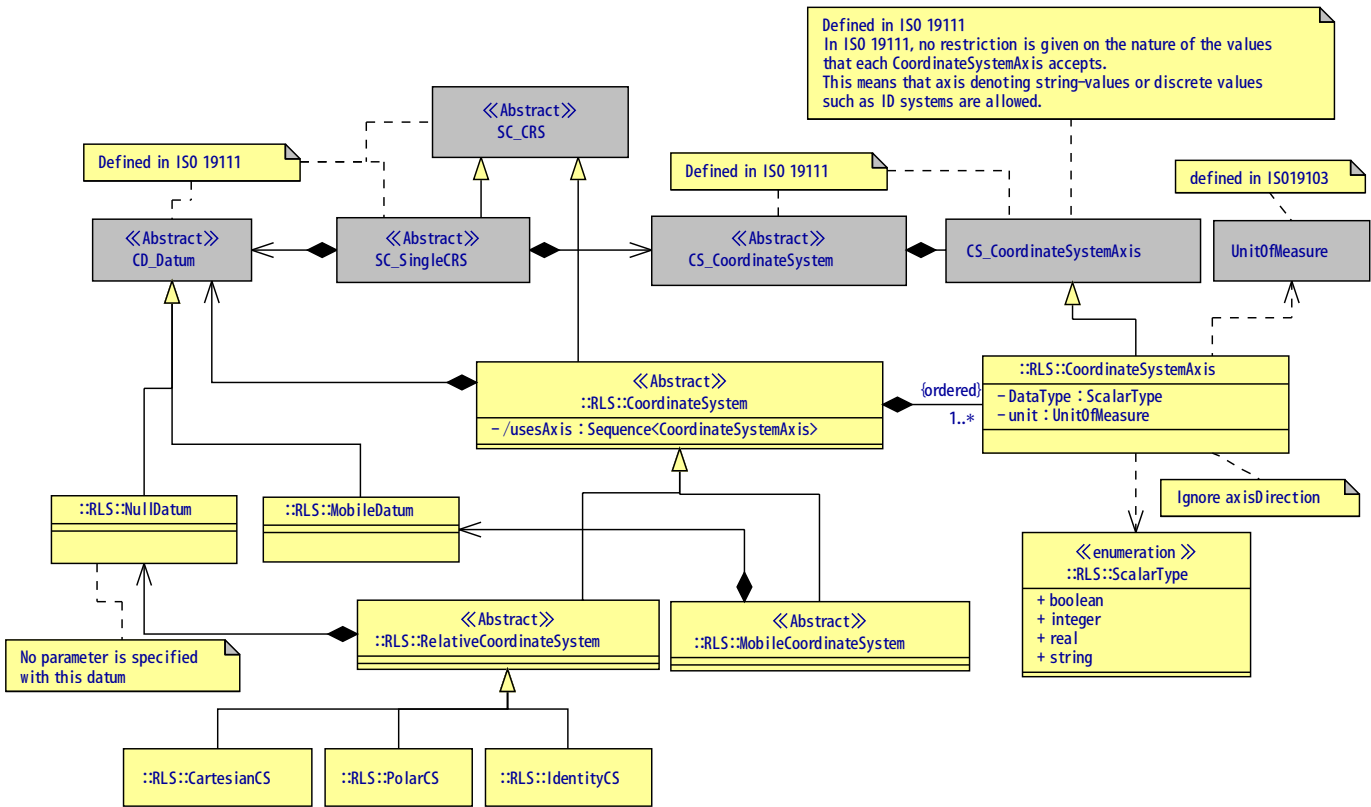 Defined in ISO 19111
In ISO 19111, no restriction is given on the nature of the values
that each CoordinateSystemAxis accepts.
This means that axis denoting string-values or discrete values
such as ID systems are allowed.
≪Abstract≫
SC_CRS
Defined in ISO 19111
Defined in ISO 19111
defined in ISO19103
≪Abstract≫
CD_Datum
≪Abstract≫
SC_SingleCRS
≪Abstract≫
CS_CoordinateSystem
CS_CoordinateSystemAxis
UnitOfMeasure
≪Abstract≫
::RLS::CoordinateSystem
- /usesAxis : Sequence<CoordinateSystemAxis>
{ordered}
1..*
::RLS::CoordinateSystemAxis
- DataType : ScalarType
- unit : UnitOfMeasure
::RLS::NullDatum
::RLS::MobileDatum
Ignore axisDirection
≪enumeration ≫
::RLS::ScalarType
+ boolean
+ integer
+ real
+ string
≪Abstract≫
::RLS::RelativeCoordinateSystem
≪Abstract≫
::RLS::MobileCoordinateSystem
No parameter is specified
with this datum
::RLS::CartesianCS
::RLS::PolarCS
::RLS::IdentityCS